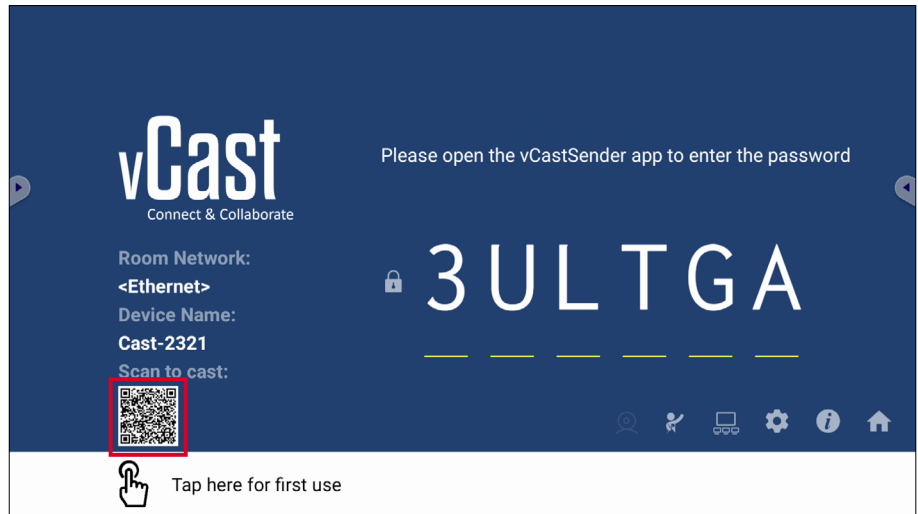 vCast
Connect & Collaborate
Please open the vCastSender app to enter the password
Room Network:
<Ethernet>
Device Name:
Cast-2321
Scan to cast:
3ULTGA
Tap here for first use